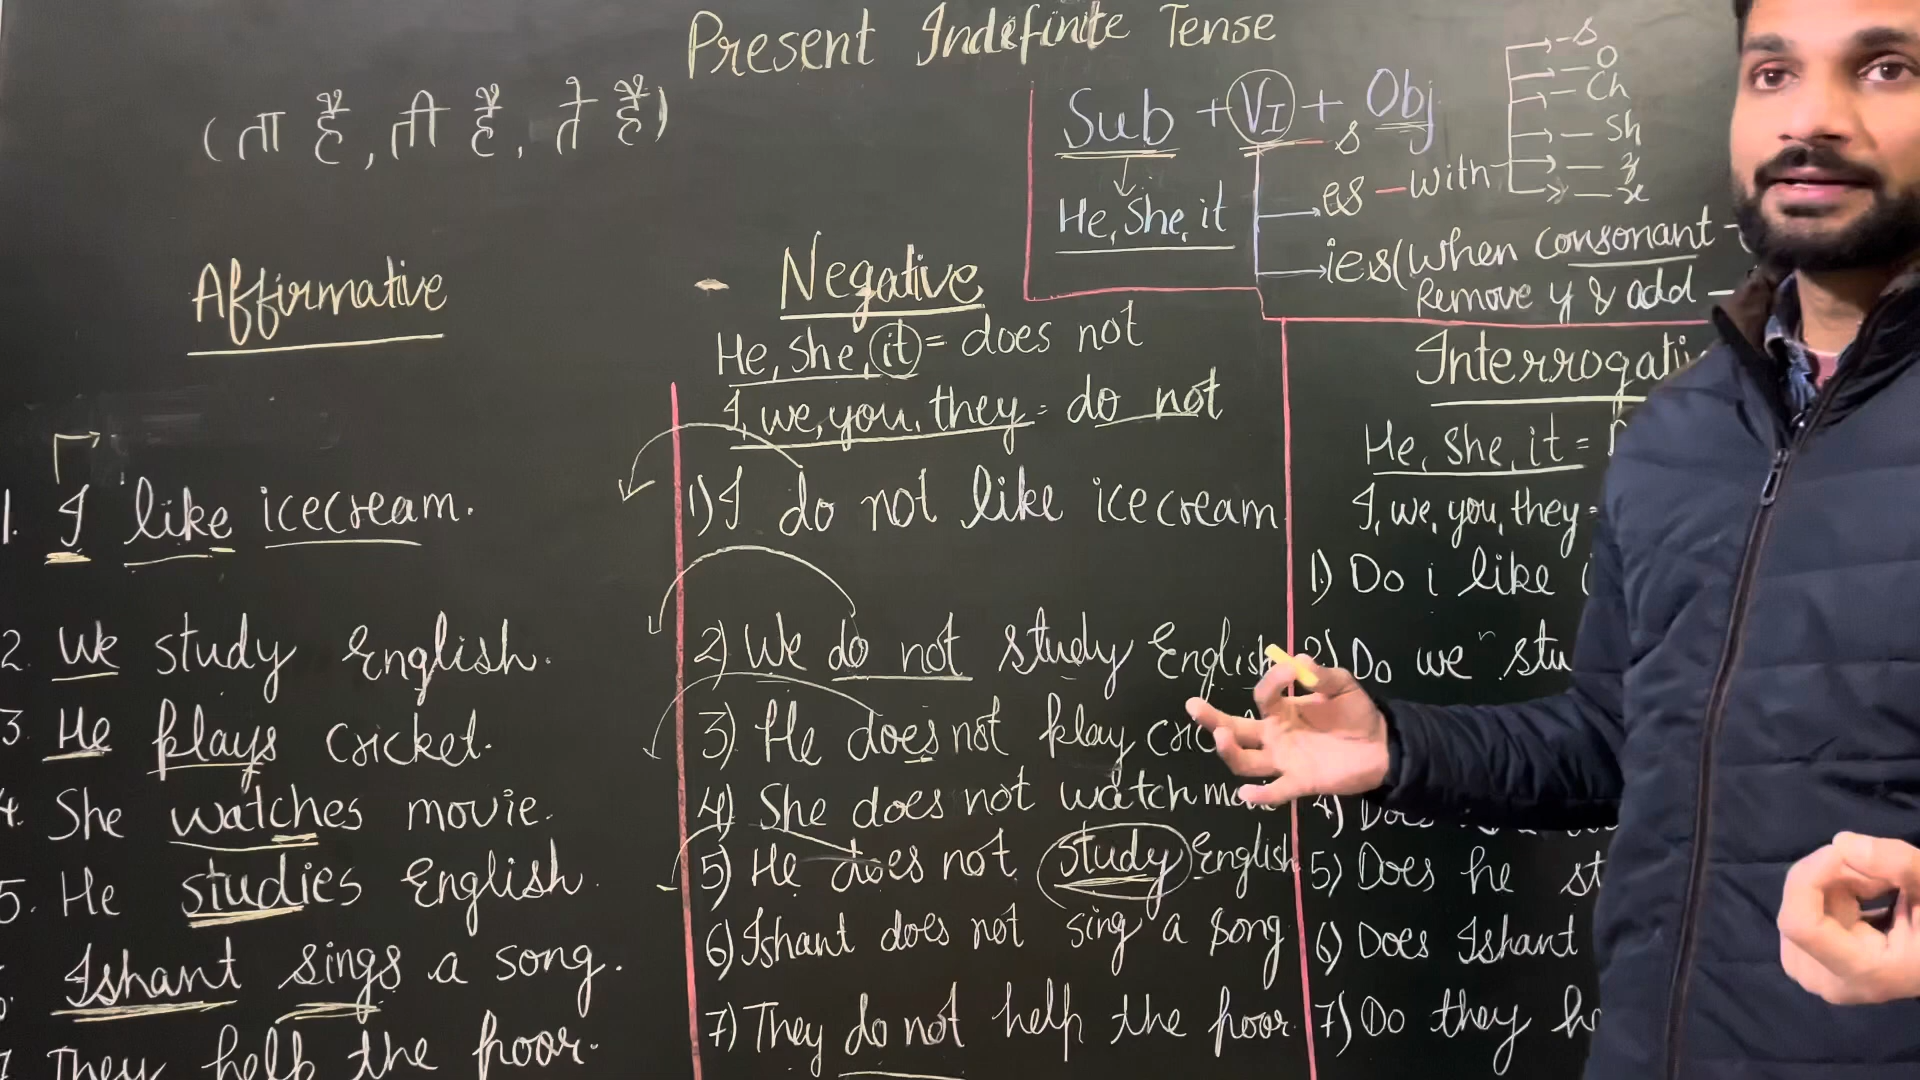 Present Indefinite Tense
(ता है, ती है, ते हैं)
Sub + V1 + Obj
He, She, it
s
es — with
– s
– o
– Ch
– Sh
– z
– x
ies (When consonant –
Remove y & add –
Affirmative
1. I like icecream.
2. We study English.
3. He plays cricket.
4. She watches movie.
5. He studies English.
Ishant sings a song.
They help the poor.
Negative
He, She, it = does not
I, we, you, they = do not
1) I do not like icecream
2) We do not study English
3) He does not play
4) She does not watch
5) He does not study English
6) Ishant does not sing a song
7) They do not help the poor
He, She, it =
I, we, you, they =
1) Do i like
2) Do we
4) Does
5) Does he
6) Does Ishant
7) Do they